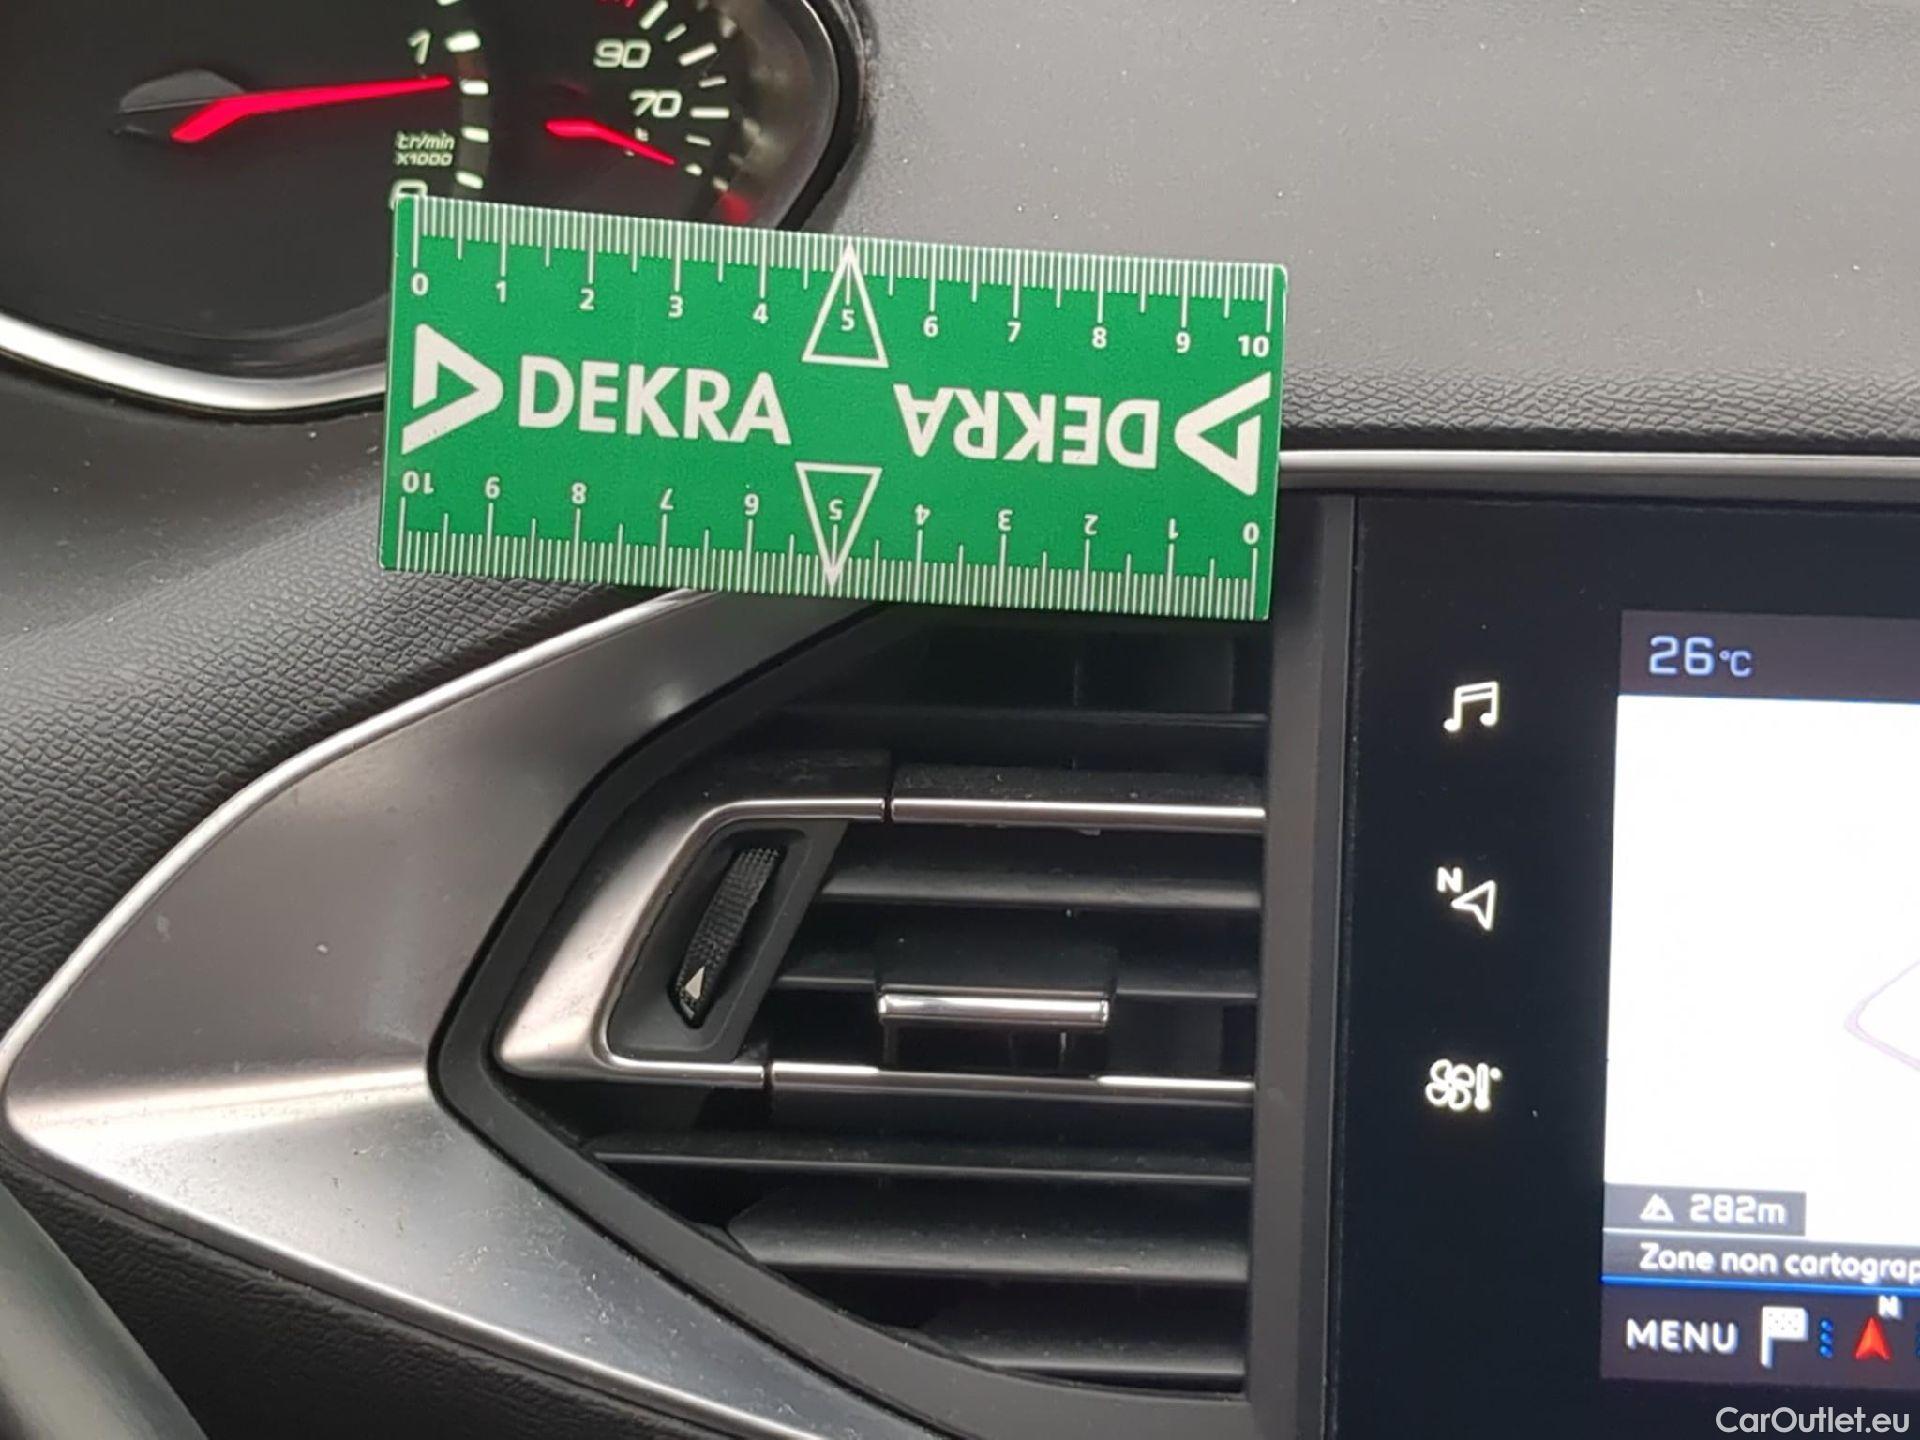 1
90
70
tr/min
x1000
0
0 1 2 3 4 5 6 7 8 9 10
DEKRA DEKRA
10 9 8 7 6 5 4 3 2 1 0
26°C
N
282m
Zone non cartograp
N
MENU
CarOutlet.eu